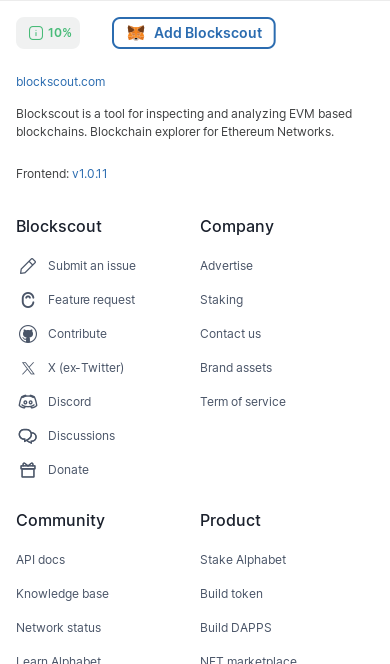 10%
Add Blockscout
blockscout.com
Blockscout is a tool for inspecting and analyzing EVM based
blockchains. Blockchain explorer for Ethereum Networks.
Frontend: v1.0.11
Blockscout
Submit an issue
Feature request
Contribute
X (ex-Twitter)
Discord
Discussions
Donate
Company
Advertise
Staking
Contact us
Brand assets
Term of service
Community
API docs
Knowledge base
Network status
Learn Alphabet
Product
Stake Alphabet
Build token
Build DAPPS
NFT marketplace